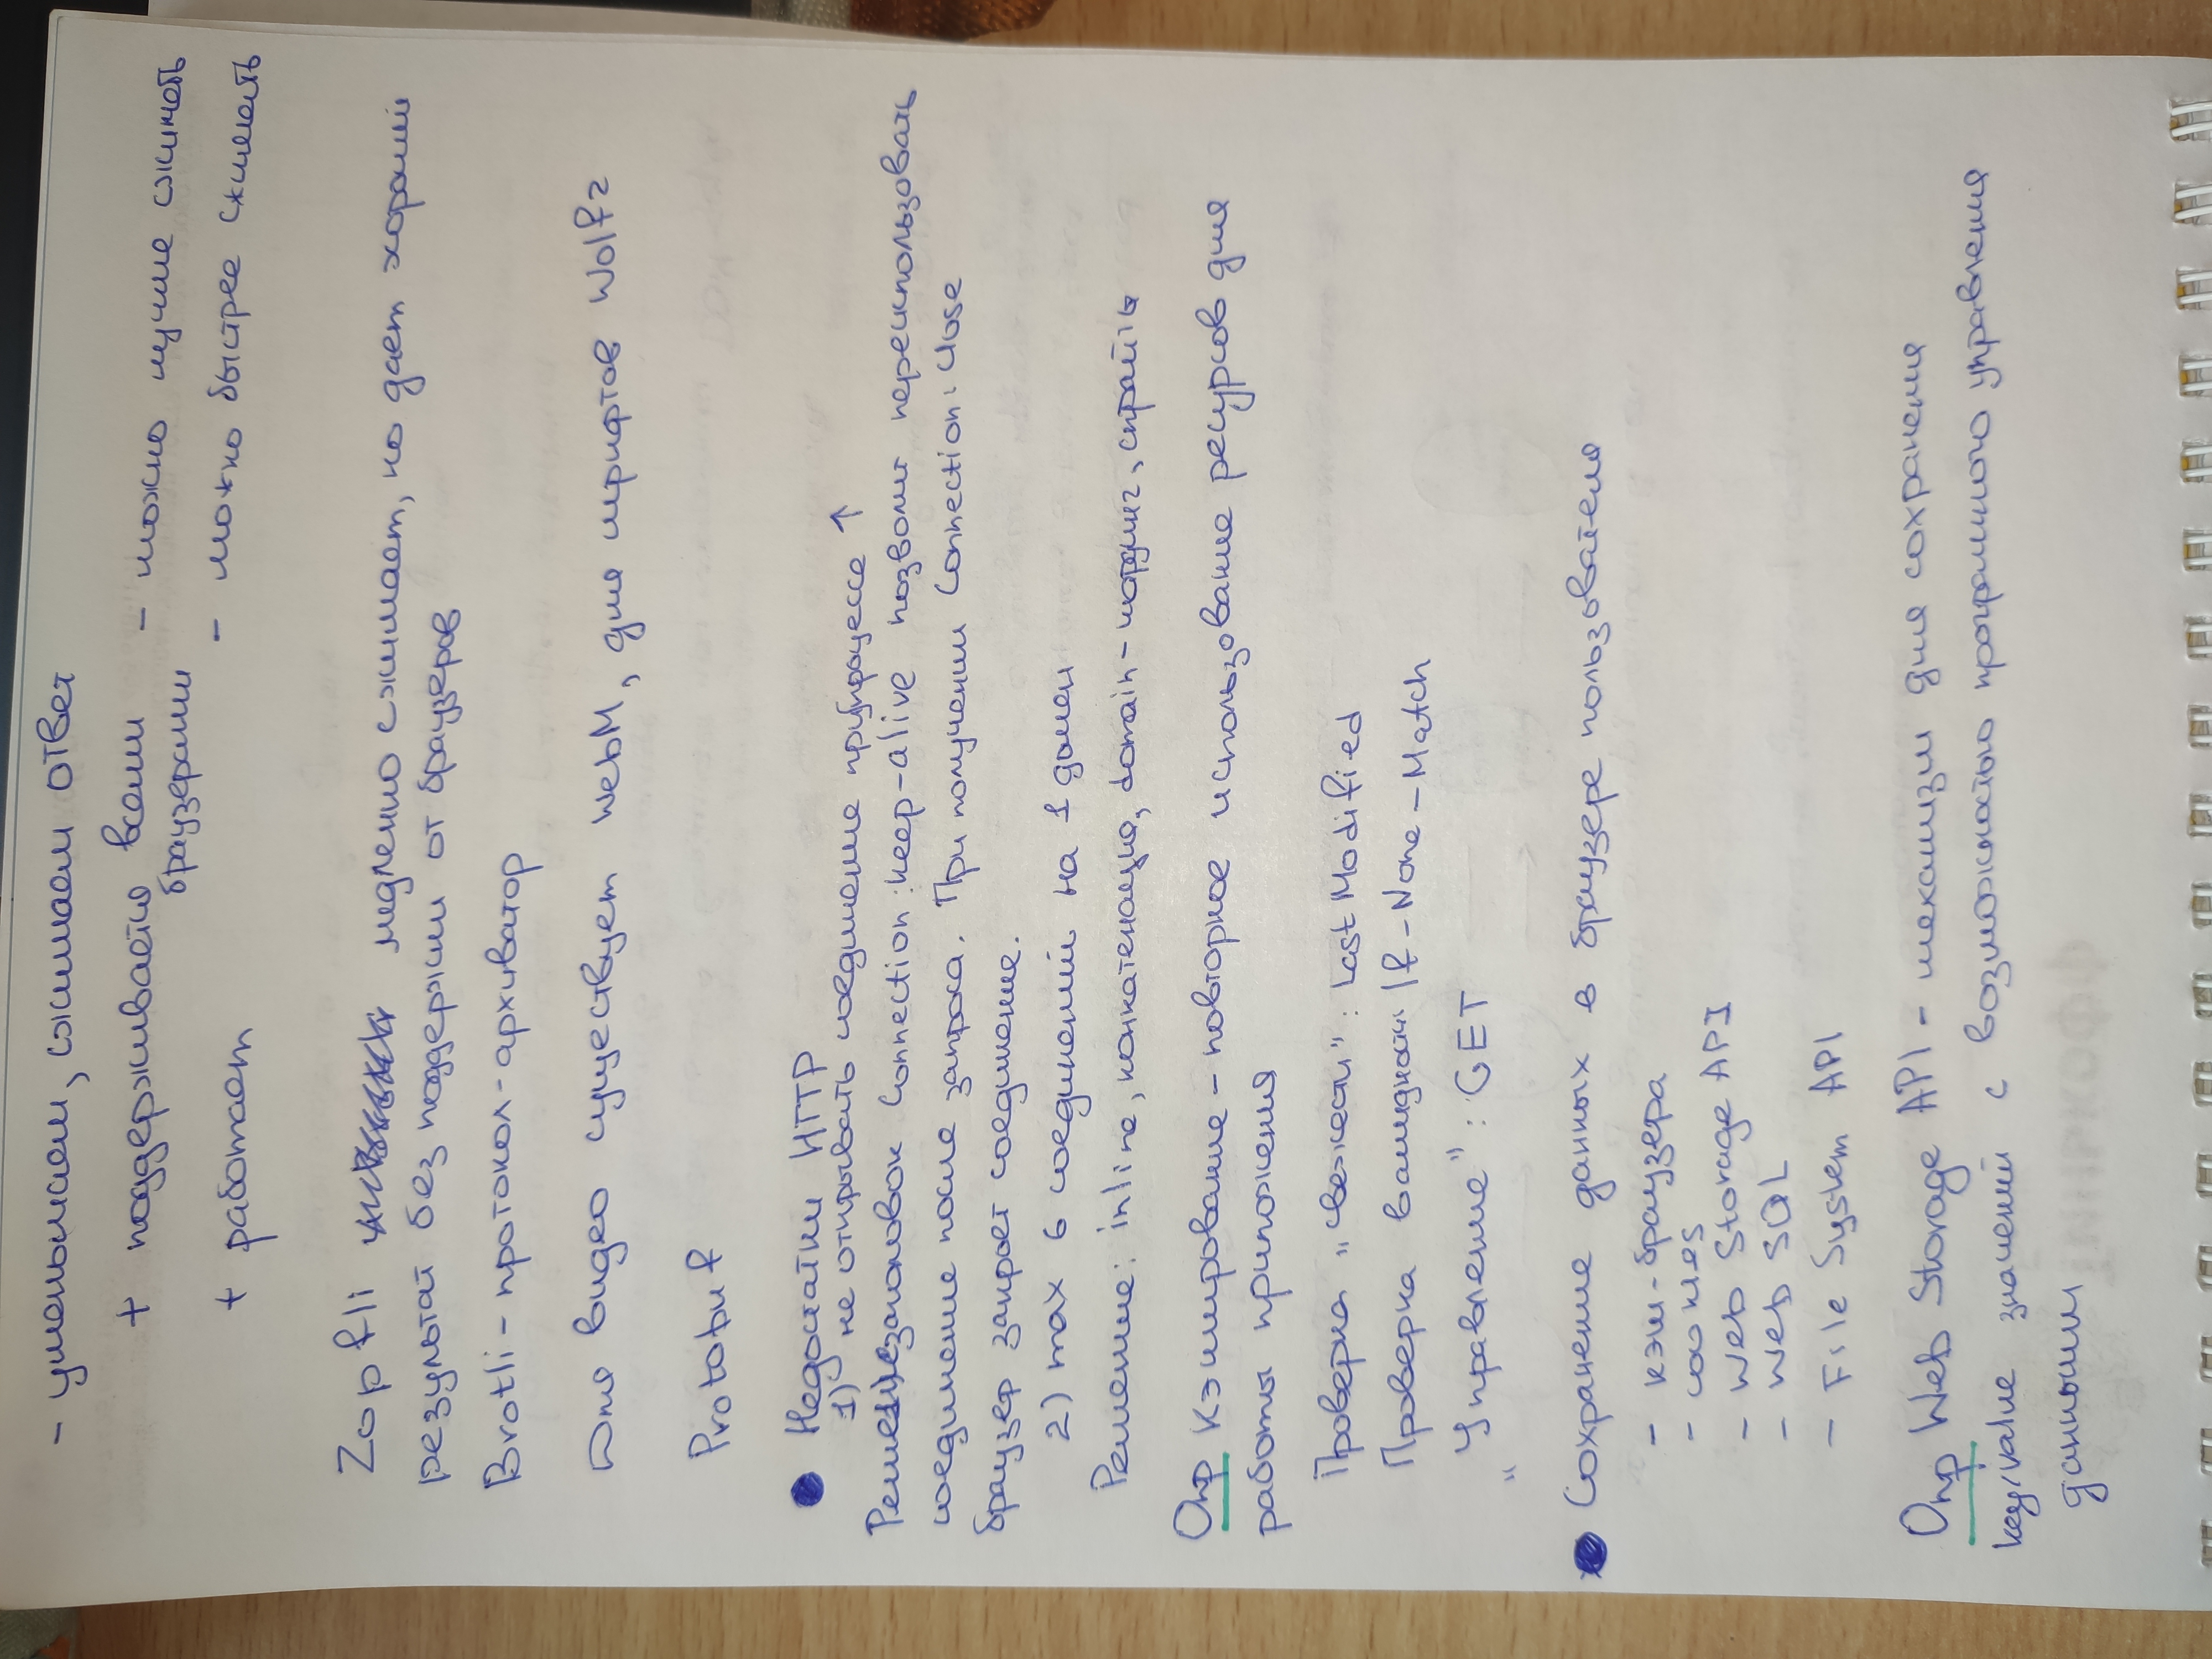 - уменьшаем, сжимаем ответ
+ поддерживается всеми браузерами
- можно лучше сжимать
+ работает
- можно быстрее сжимать
Zopfli медленно сжимает, но дает хороший
результат без поддержки от браузеров
Brotli - протокол-архиватор
Для видео существует WebM, для шрифтов Wolf2
Protobuf
Недостатки HTTP
1) не открывать соединение при процессе ↑
Решение заголовок Connection: keep-alive позволит переиспользовать
соединение после запроса. При получении Connection: Close
браузер закроет соединение.
2) max 6 соединений на 1 домен
Решение: inline, конкатенация, domain-шардинг, спрайты
Опр Кэширование - повторное использование ресурсов для
работы приложения
Проверка „свежести": Last Modified
Проверка валидности If-None-Match
„Управление": GET
Сохранение данных в браузере пользователя
- кэш-браузера
- cookies
- Web Storage API
- Web SQL
- File System API
Опр Web Storage API - механизм для сохранения
key/value значений с возможностью программного управления
данными